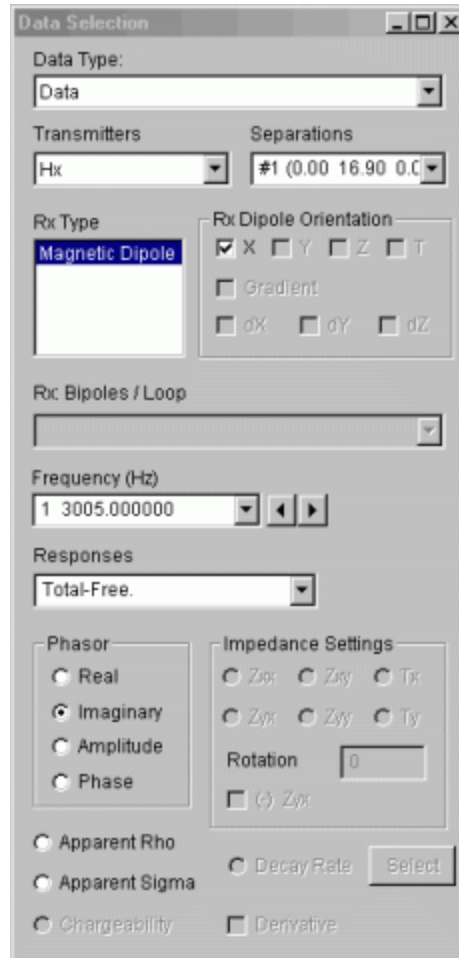 Data Selection
Data Type:
Data
Transmitters Separations
Hx #1 (0.00 16.90 0.0
Rx Type Rx Dipole Orientation
Magnetic Dipole X Y Z T
Gradient
dX dY dZ
Rx Bipoles / Loop
Frequency (Hz)
1 3005.000000
Responses
Total-Free.
Phasor Impedance Settings
Real Zxx Zxy Tx
Imaginary Zyx Zyy Ty
Amplitude Rotation 0
Phase (-) Zyx
Apparent Rho
Decay Rate Select
Apparent Sigma
Chargeability Derivative